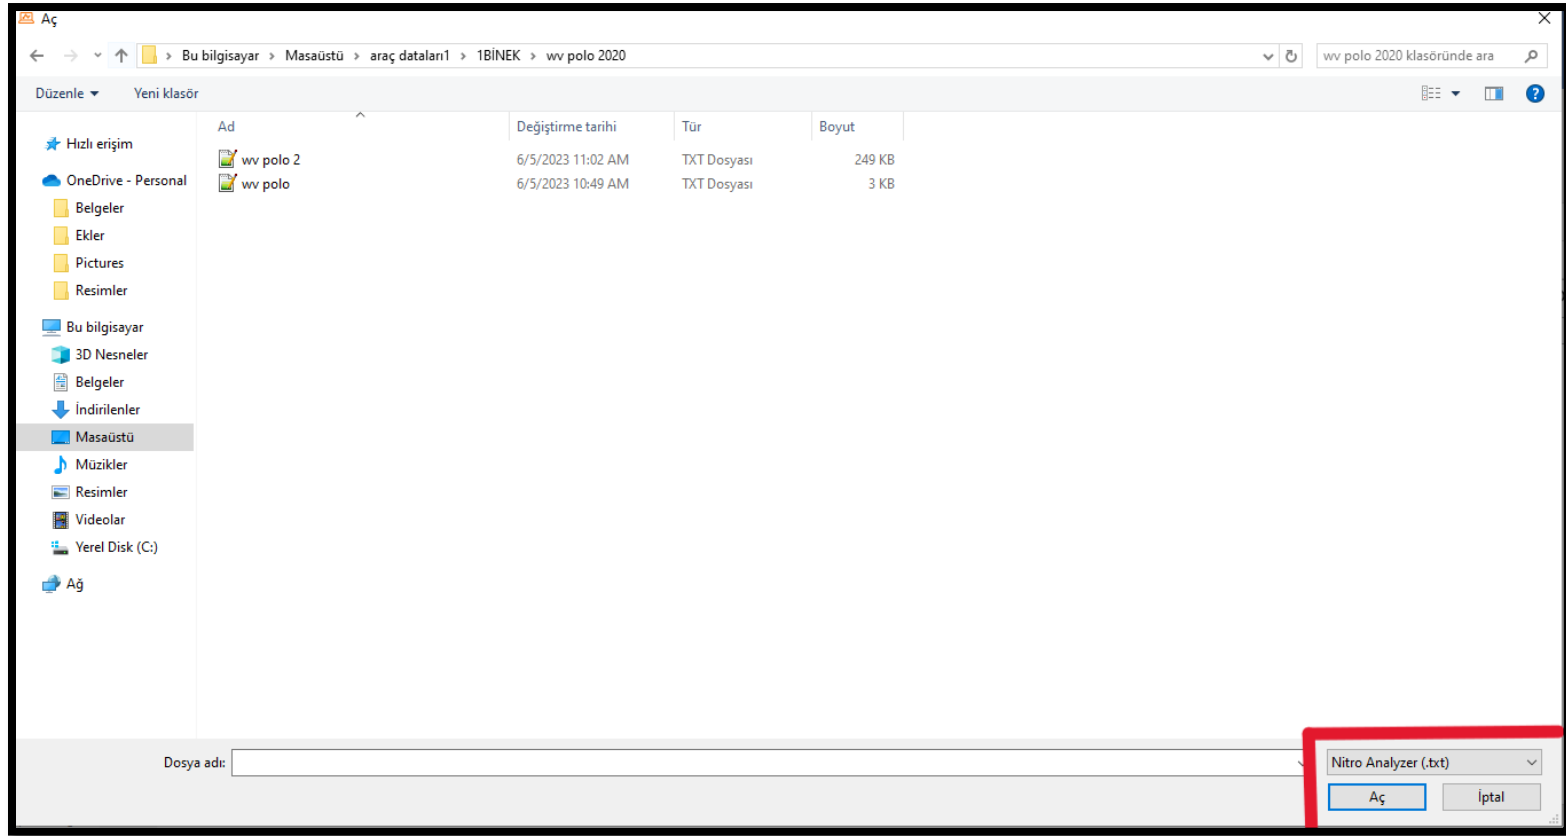 Aç
Bu bilgisayar > Masaüstü > araç dataları1 > 1BİNEK > wv polo 2020
wv polo 2020 klasöründe ara
Düzenle
Yeni klasör
Ad Değiştirme tarihi Tür Boyut
wv polo 2 6/5/2023 11:02 AM TXT Dosyası 249 KB
wv polo 6/5/2023 10:49 AM TXT Dosyası 3 KB
Hızlı erişim
OneDrive - Personal
Belgeler
Ekler
Pictures
Resimler
Bu bilgisayar
3D Nesneler
Belgeler
İndirilenler
Masaüstü
Müzikler
Resimler
Videolar
Yerel Disk (C:)
Ağ
Dosya adı:
Nitro Analyzer (.txt)
Aç İptal